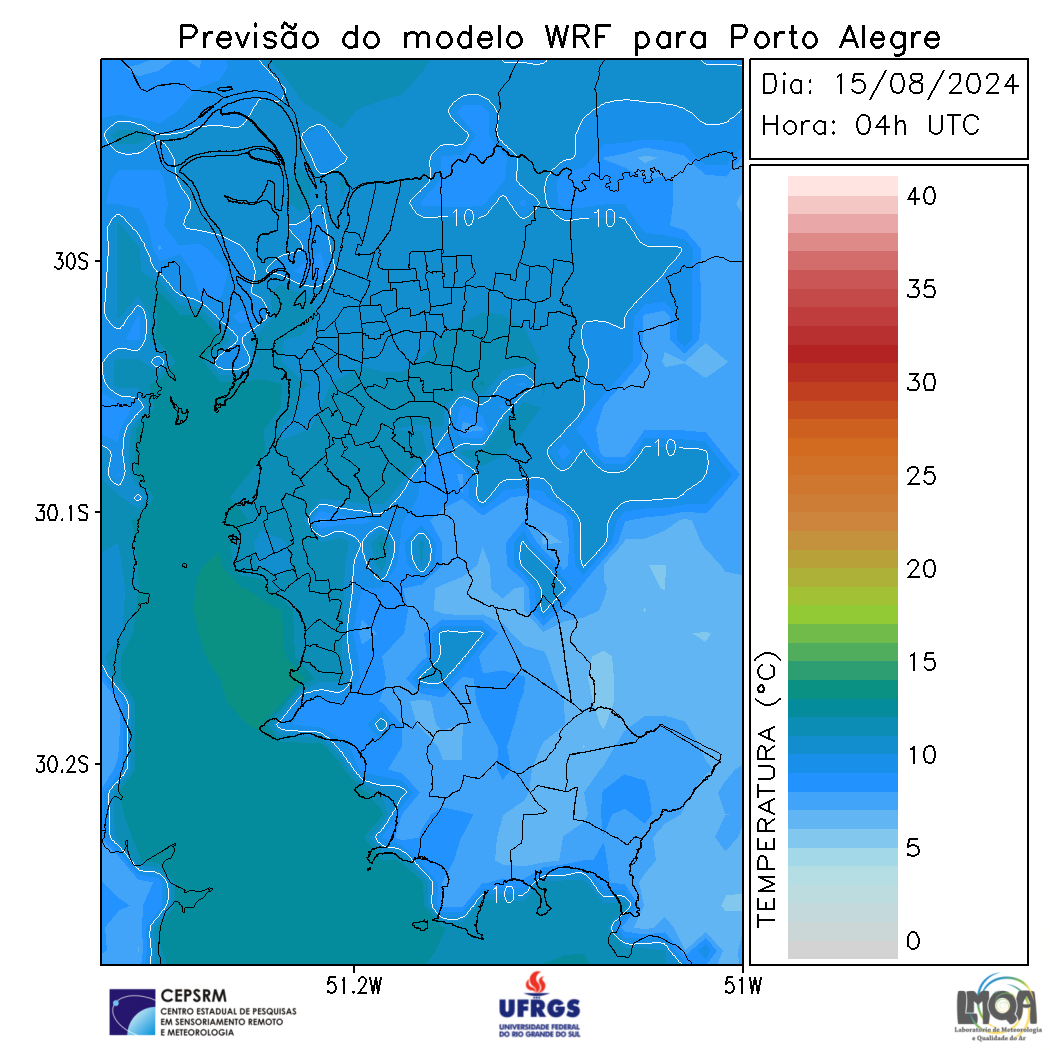 Previsão do modelo WRF para Porto Alegre
Dia: 15/08/2024
Hora: 04h UTC
30S
30.1S
30.2S
51.2W
51W
10
10
10
10
TEMPERATURA (°C)
40
35
30
25
20
15
10
5
0
CEPSRM
CENTRO ESTADUAL DE PESQUISAS
EM SENSORIAMENTO REMOTO
E METEOROLOGIA
UFRGS
UNIVERSIDADE FEDERAL
DO RIO GRANDE DO SUL
LMQA
Laboratório de Meteorologia
e Qualidade do Ar